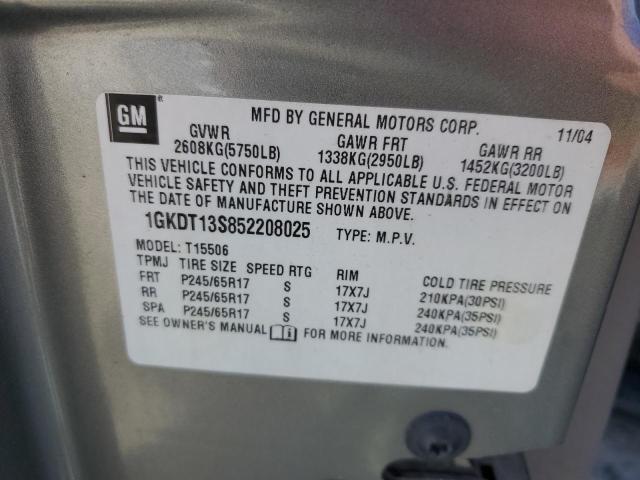 GM
®
MFD BY GENERAL MOTORS CORP. 11/04
GVWR GAWR FRT GAWR RR
2608KG(5750LB) 1338KG(2950LB) 1452KG(3200LB)
THIS VEHICLE CONFORMS TO ALL APPLICABLE U.S. FEDERAL MOTOR
VEHICLE SAFETY AND THEFT PREVENTION STANDARDS IN EFFECT ON
THE DATE OF MANUFACTURE SHOWN ABOVE.
1GKDT13S852208025 TYPE: M.P.V.
MODEL: T15506
TPMJ TIRE SIZE SPEED RTG RIM COLD TIRE PRESSURE
FRT P245/65R17 S 17X7J 210KPA(30PSI)
RR P245/65R17 S 17X7J 240KPA(35PSI)
SPA P245/65R17 S 17X7J 240KPA(35PSI)
SEE OWNER'S MANUAL FOR MORE INFORMATION.